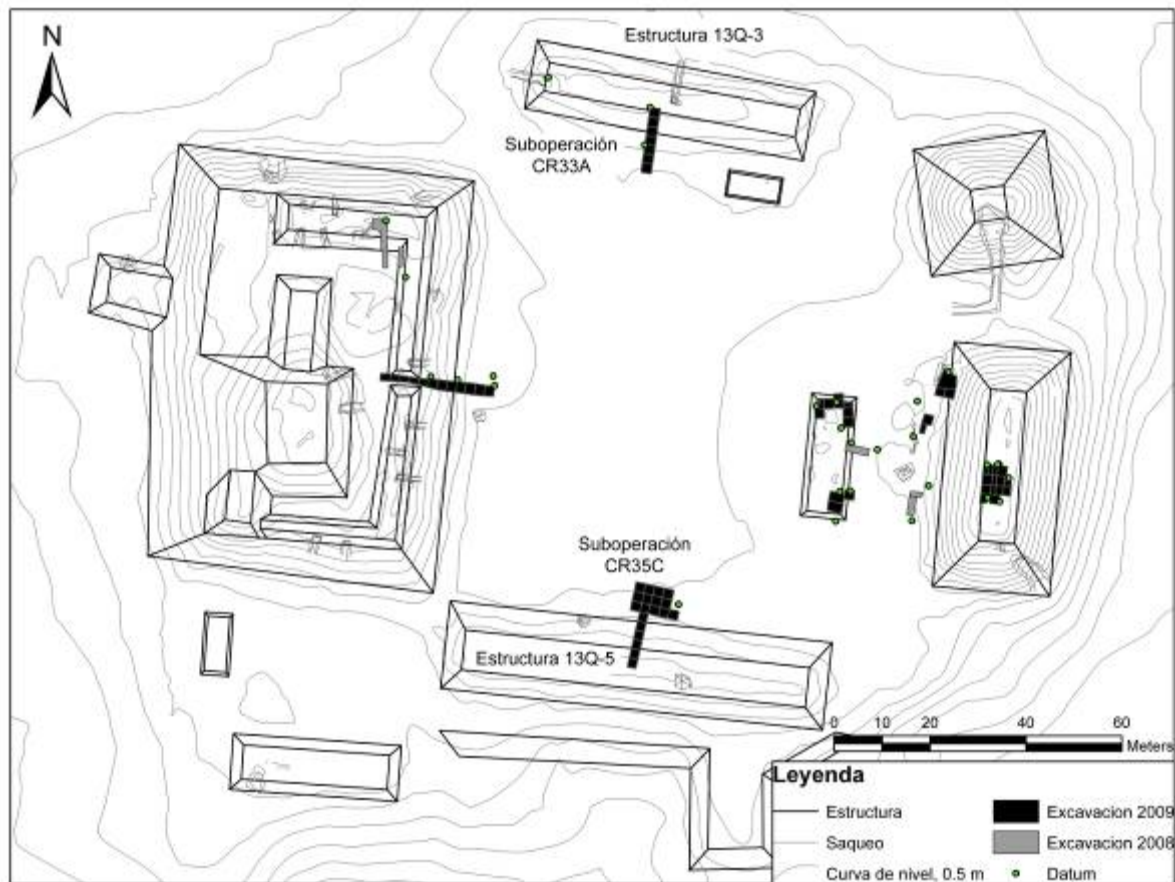 N
Estructura 13Q-3
Suboperación
CR33A
Suboperación
CR35C
Estructura 13Q-5
0 10 20 40 60
Meters
Leyenda
Estructura
Excavacion 2009
Saqueo
Excavacion 2008
Curva de nivel, 0.5 m
Datum